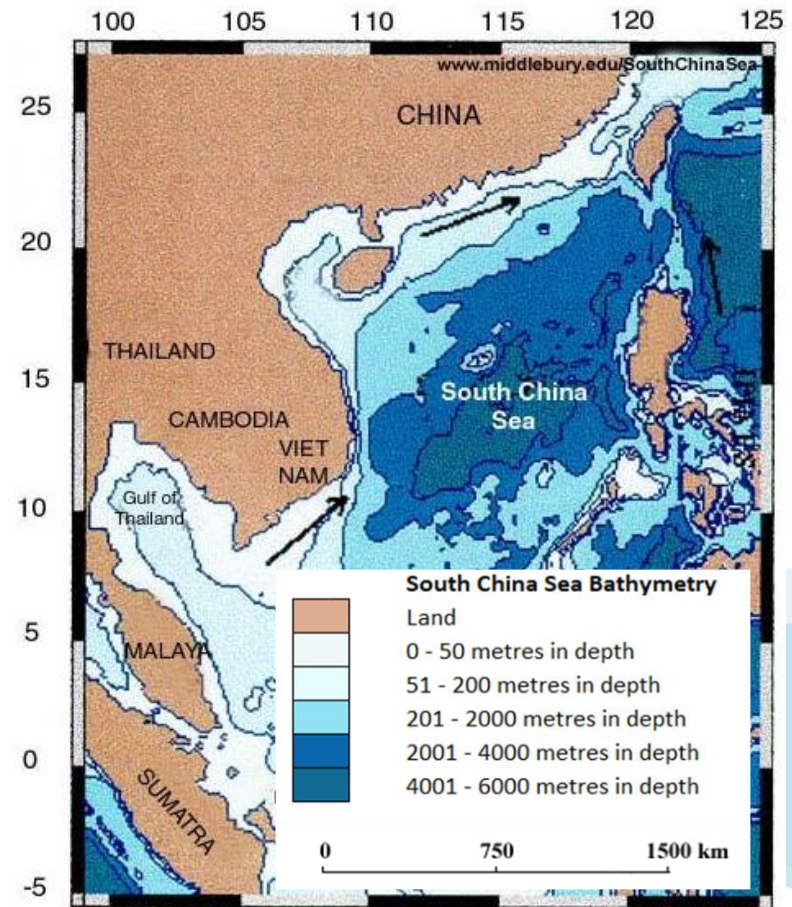 100 105 110 115 120 125
www.middlebury.edu/SouthChinaSea
25
CHINA
20
THAILAND
15
South China
Sea
CAMBODIA
VIET
NAM
10
Gulf of
Thailand
South China Sea Bathymetry
Land
0 - 50 metres in depth
5
MALAYA
51 - 200 metres in depth
201 - 2000 metres in depth
2001 - 4000 metres in depth
0
4001 - 6000 metres in depth
SUMATRA
0 750 1500 km
-5